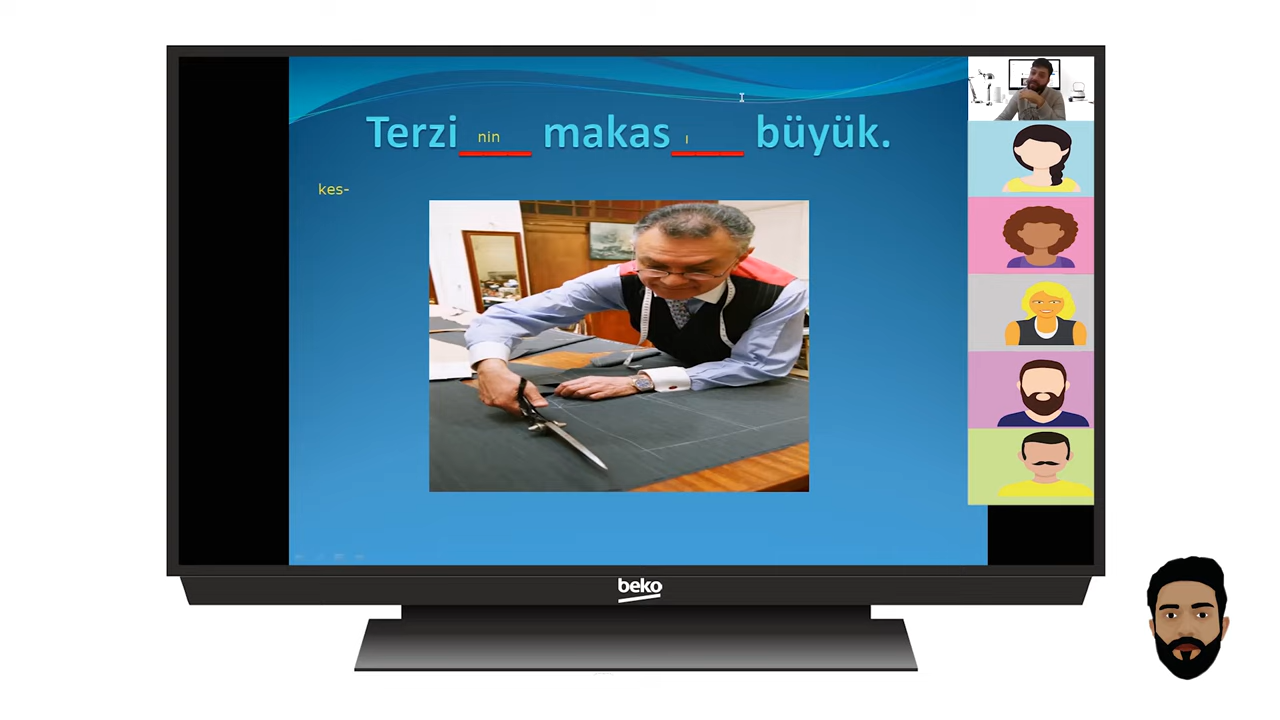 Terzi nin makas ı büyük.
kes-
beko